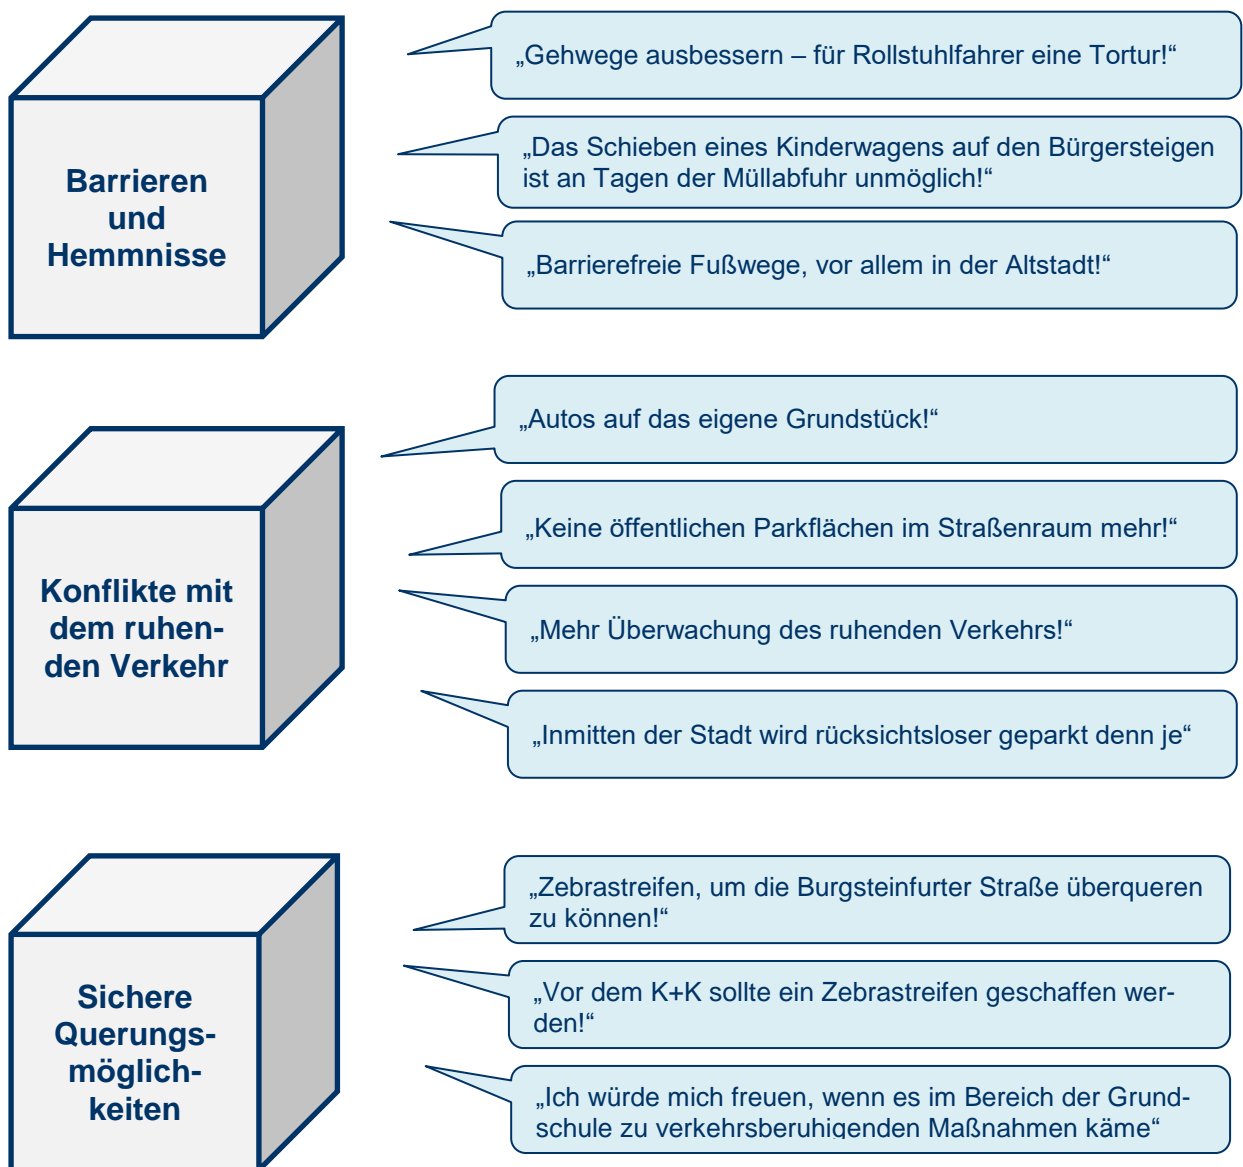 Barrieren
und
Hemmnisse
„Gehwege ausbessern – für Rollstuhlfahrer eine Tortur!“
„Das Schieben eines Kinderwagens auf den Bürgersteigen
ist an Tagen der Müllabfuhr unmöglich!“
„Barrierefreie Fußwege, vor allem in der Altstadt!“
Konflikte mit
dem ruhen-
den Verkehr
„Autos auf das eigene Grundstück!“
„Keine öffentlichen Parkflächen im Straßenraum mehr!“
„Mehr Überwachung des ruhenden Verkehrs!“
„Inmitten der Stadt wird rücksichtsloser geparkt denn je“
Sichere
Querungs-
möglich-
keiten
„Zebrastreifen, um die Burgsteinfurter Straße überqueren
zu können!“
„Vor dem K+K sollte ein Zebrastreifen geschaffen wer-
den!“
„Ich würde mich freuen, wenn es im Bereich der Grund-
schule zu verkehrsberuhigenden Maßnahmen käme“